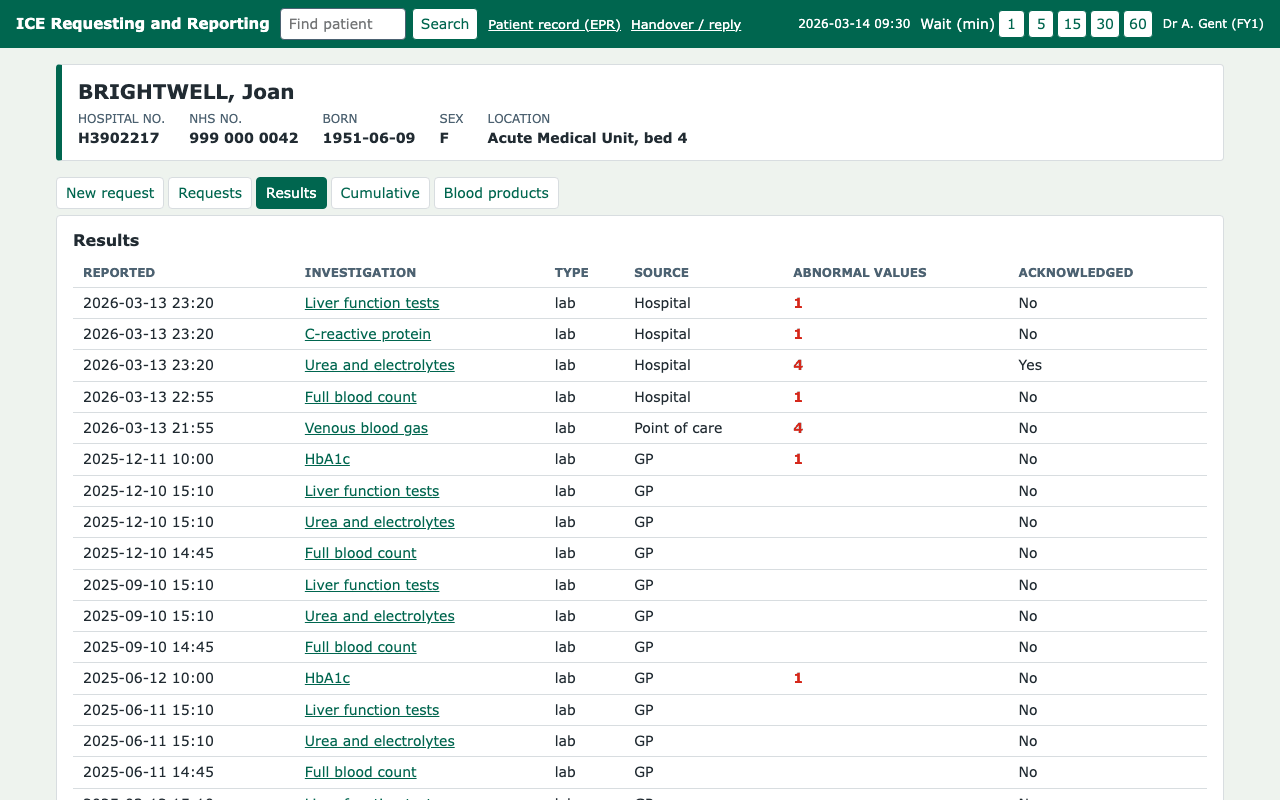 ICE Requesting and Reporting Find patient Search Patient record (EPR) Handover / reply 2026-03-14 09:30 Wait (min) 1 5 15 30 60 Dr A. Gent (FY1)
BRIGHTWELL, Joan
HOSPITAL NO. NHS NO. BORN SEX LOCATION
H3902217 999 000 0042 1951-06-09 F Acute Medical Unit, bed 4
New request Requests Results Cumulative Blood products
Results
REPORTED INVESTIGATION TYPE SOURCE ABNORMAL VALUES ACKNOWLEDGED
2026-03-13 23:20 Liver function tests lab Hospital 1 No
2026-03-13 23:20 C-reactive protein lab Hospital 1 No
2026-03-13 23:20 Urea and electrolytes lab Hospital 4 Yes
2026-03-13 22:55 Full blood count lab Hospital 1 No
2026-03-13 21:55 Venous blood gas lab Point of care 4 No
2025-12-11 10:00 HbA1c lab GP 1 No
2025-12-10 15:10 Liver function tests lab GP No
2025-12-10 15:10 Urea and electrolytes lab GP No
2025-12-10 14:45 Full blood count lab GP No
2025-09-10 15:10 Liver function tests lab GP No
2025-09-10 15:10 Urea and electrolytes lab GP No
2025-09-10 14:45 Full blood count lab GP No
2025-06-12 10:00 HbA1c lab GP 1 No
2025-06-11 15:10 Liver function tests lab GP No
2025-06-11 15:10 Urea and electrolytes lab GP No
2025-06-11 14:45 Full blood count lab GP No